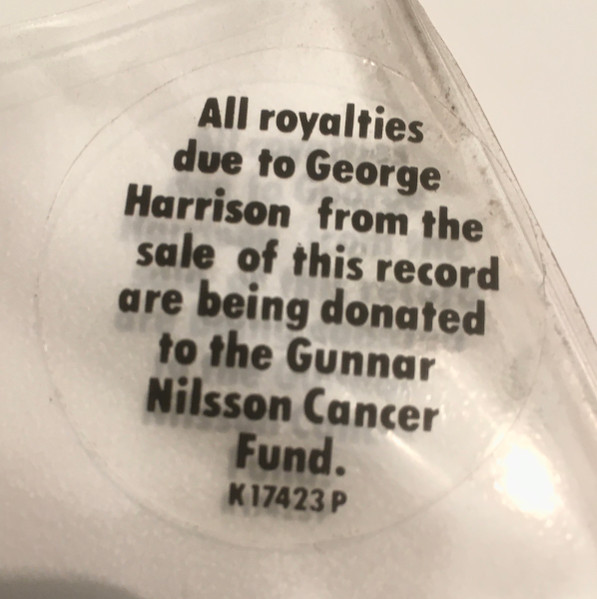 All royalties
due to George
Harrison from the
sale of this record
are being donated
to the Gunnar
Nilsson Cancer
Fund.
K17423P